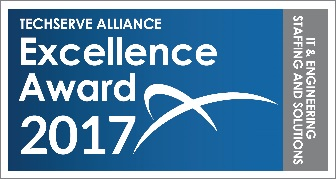 TECHSERVE ALLIANCE
Excellence
Award
2017
IT & ENGINEERING
STAFFING AND SOLUTIONS